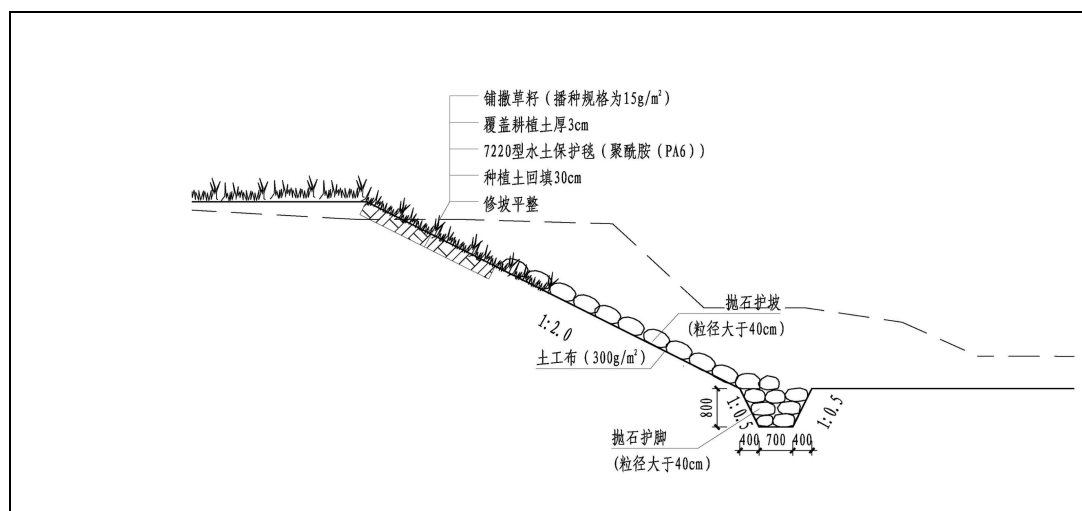 铺撒草籽（播种规格为15g/m²）
覆盖耕植土厚3cm
7220型水土保护毯（聚酰胺（PA6））
种植土回填30cm
修坡平整
抛石护坡
(粒径大于40cm)
1:2.0
土工布（300g/m²）
800
1:0.5
1:0.5
抛石护脚
(粒径大于40cm)
400
700
400